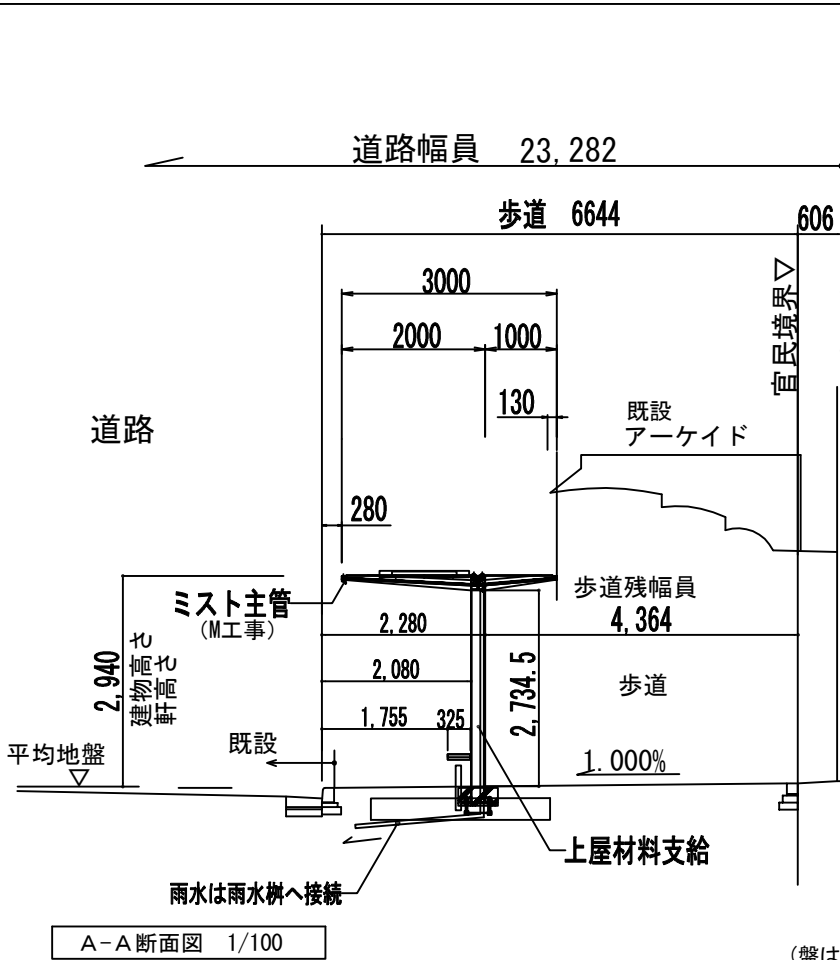 道路幅員 23,282
歩道 6644
606
3000
官民境界▽
2000
1000
130
既設
アーケイド
道路
280
歩道残幅員
ミスト主管
(M工事)
2,280
4,364
2,940
建物高さ
軒高さ
2,080
2,734.5
歩道
1,755
325
既設
平均地盤
1.000%
上屋材料支給
雨水は雨水桝へ接続
A-A断面図 1/100
(盤は